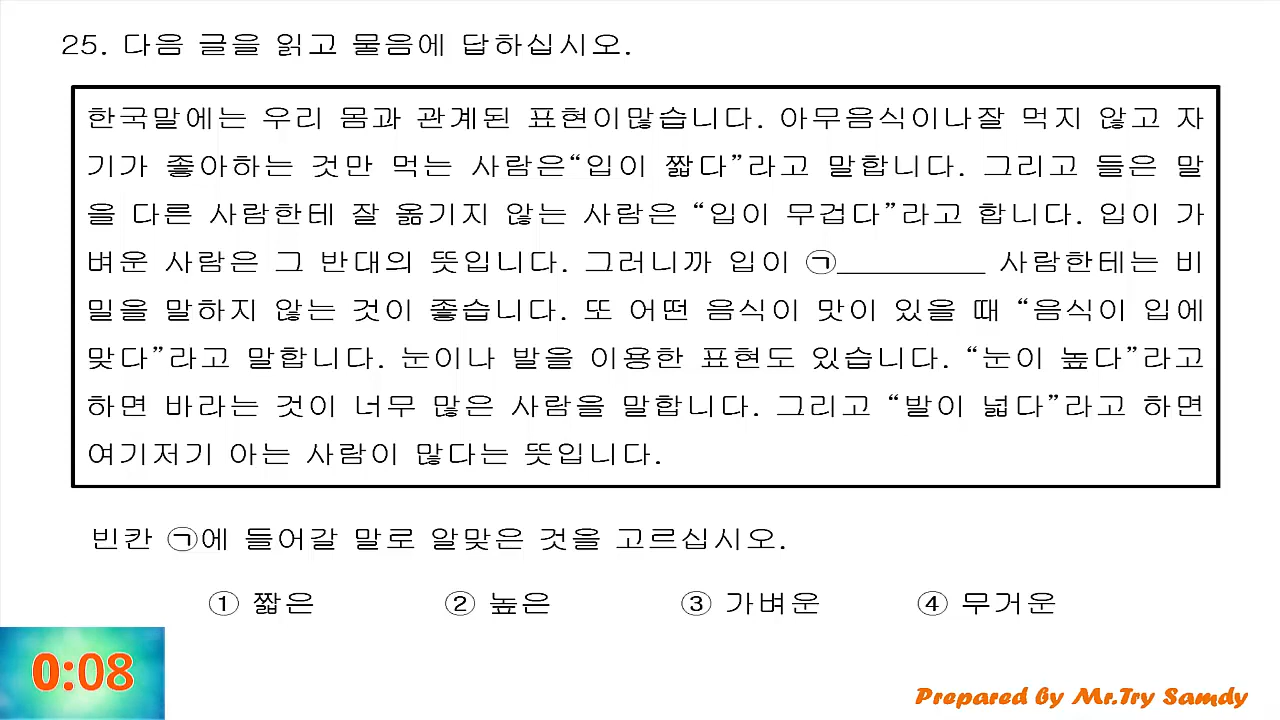 25. 다음 글을 읽고 물음에 답하십시오.
한국말에는 우리 몸과 관계된 표현이많습니다. 아무음식이나잘 먹지 않고 자
기가 좋아하는 것만 먹는 사람은“입이 짧다”라고 말합니다. 그리고 들은 말
을 다른 사람한테 잘 옮기지 않는 사람은 “입이 무겁다”라고 합니다. 입이 가
벼운 사람은 그 반대의 뜻입니다. 그러니까 입이 ㉠__________ 사람한테는 비
밀을 말하지 않는 것이 좋습니다. 또 어떤 음식이 맛이 있을 때 “음식이 입에
맞다”라고 말합니다. 눈이나 발을 이용한 표현도 있습니다. “눈이 높다”라고
하면 바라는 것이 너무 많은 사람을 말합니다. 그리고 “발이 넓다”라고 하면
여기저기 아는 사람이 많다는 뜻입니다.
빈칸 ㉠에 들어갈 말로 알맞은 것을 고르십시오.
① 짧은 ② 높은 ③ 가벼운 ④ 무거운
0:08
Prepared by Mr.Try Samdy